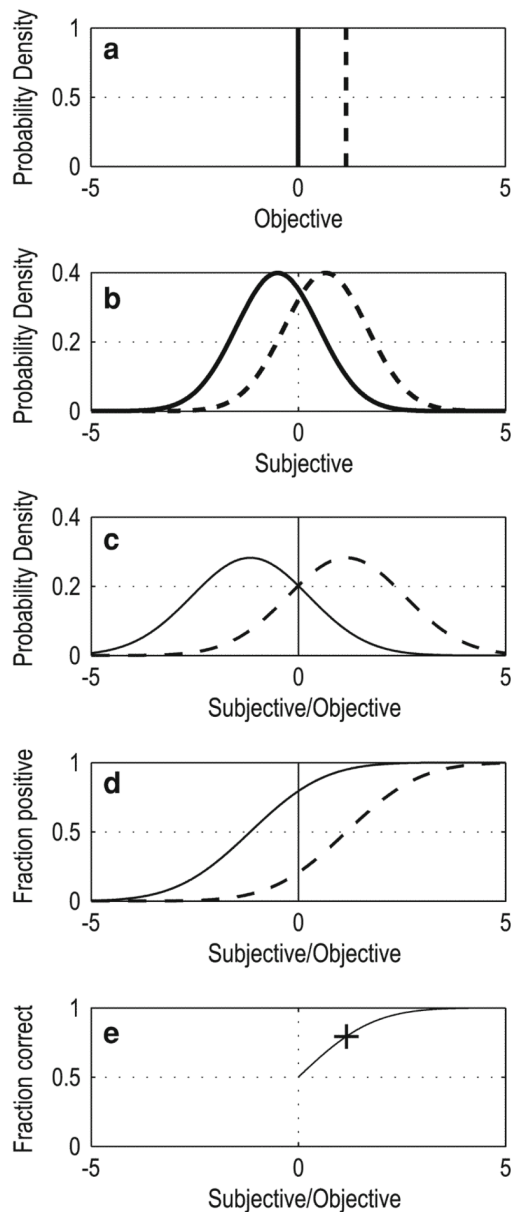 a
Probability Density
1
0.5
0
-5 0 5
Objective
b
Probability Density
0.4
0.2
0
-5 0 5
Subjective
c
Probability Density
0.4
0.2
0
-5 0 5
Subjective/Objective
d
Fraction positive
1
0.5
0
-5 0 5
Subjective/Objective
e
Fraction correct
1
0.5
0
-5 0 5
Subjective/Objective